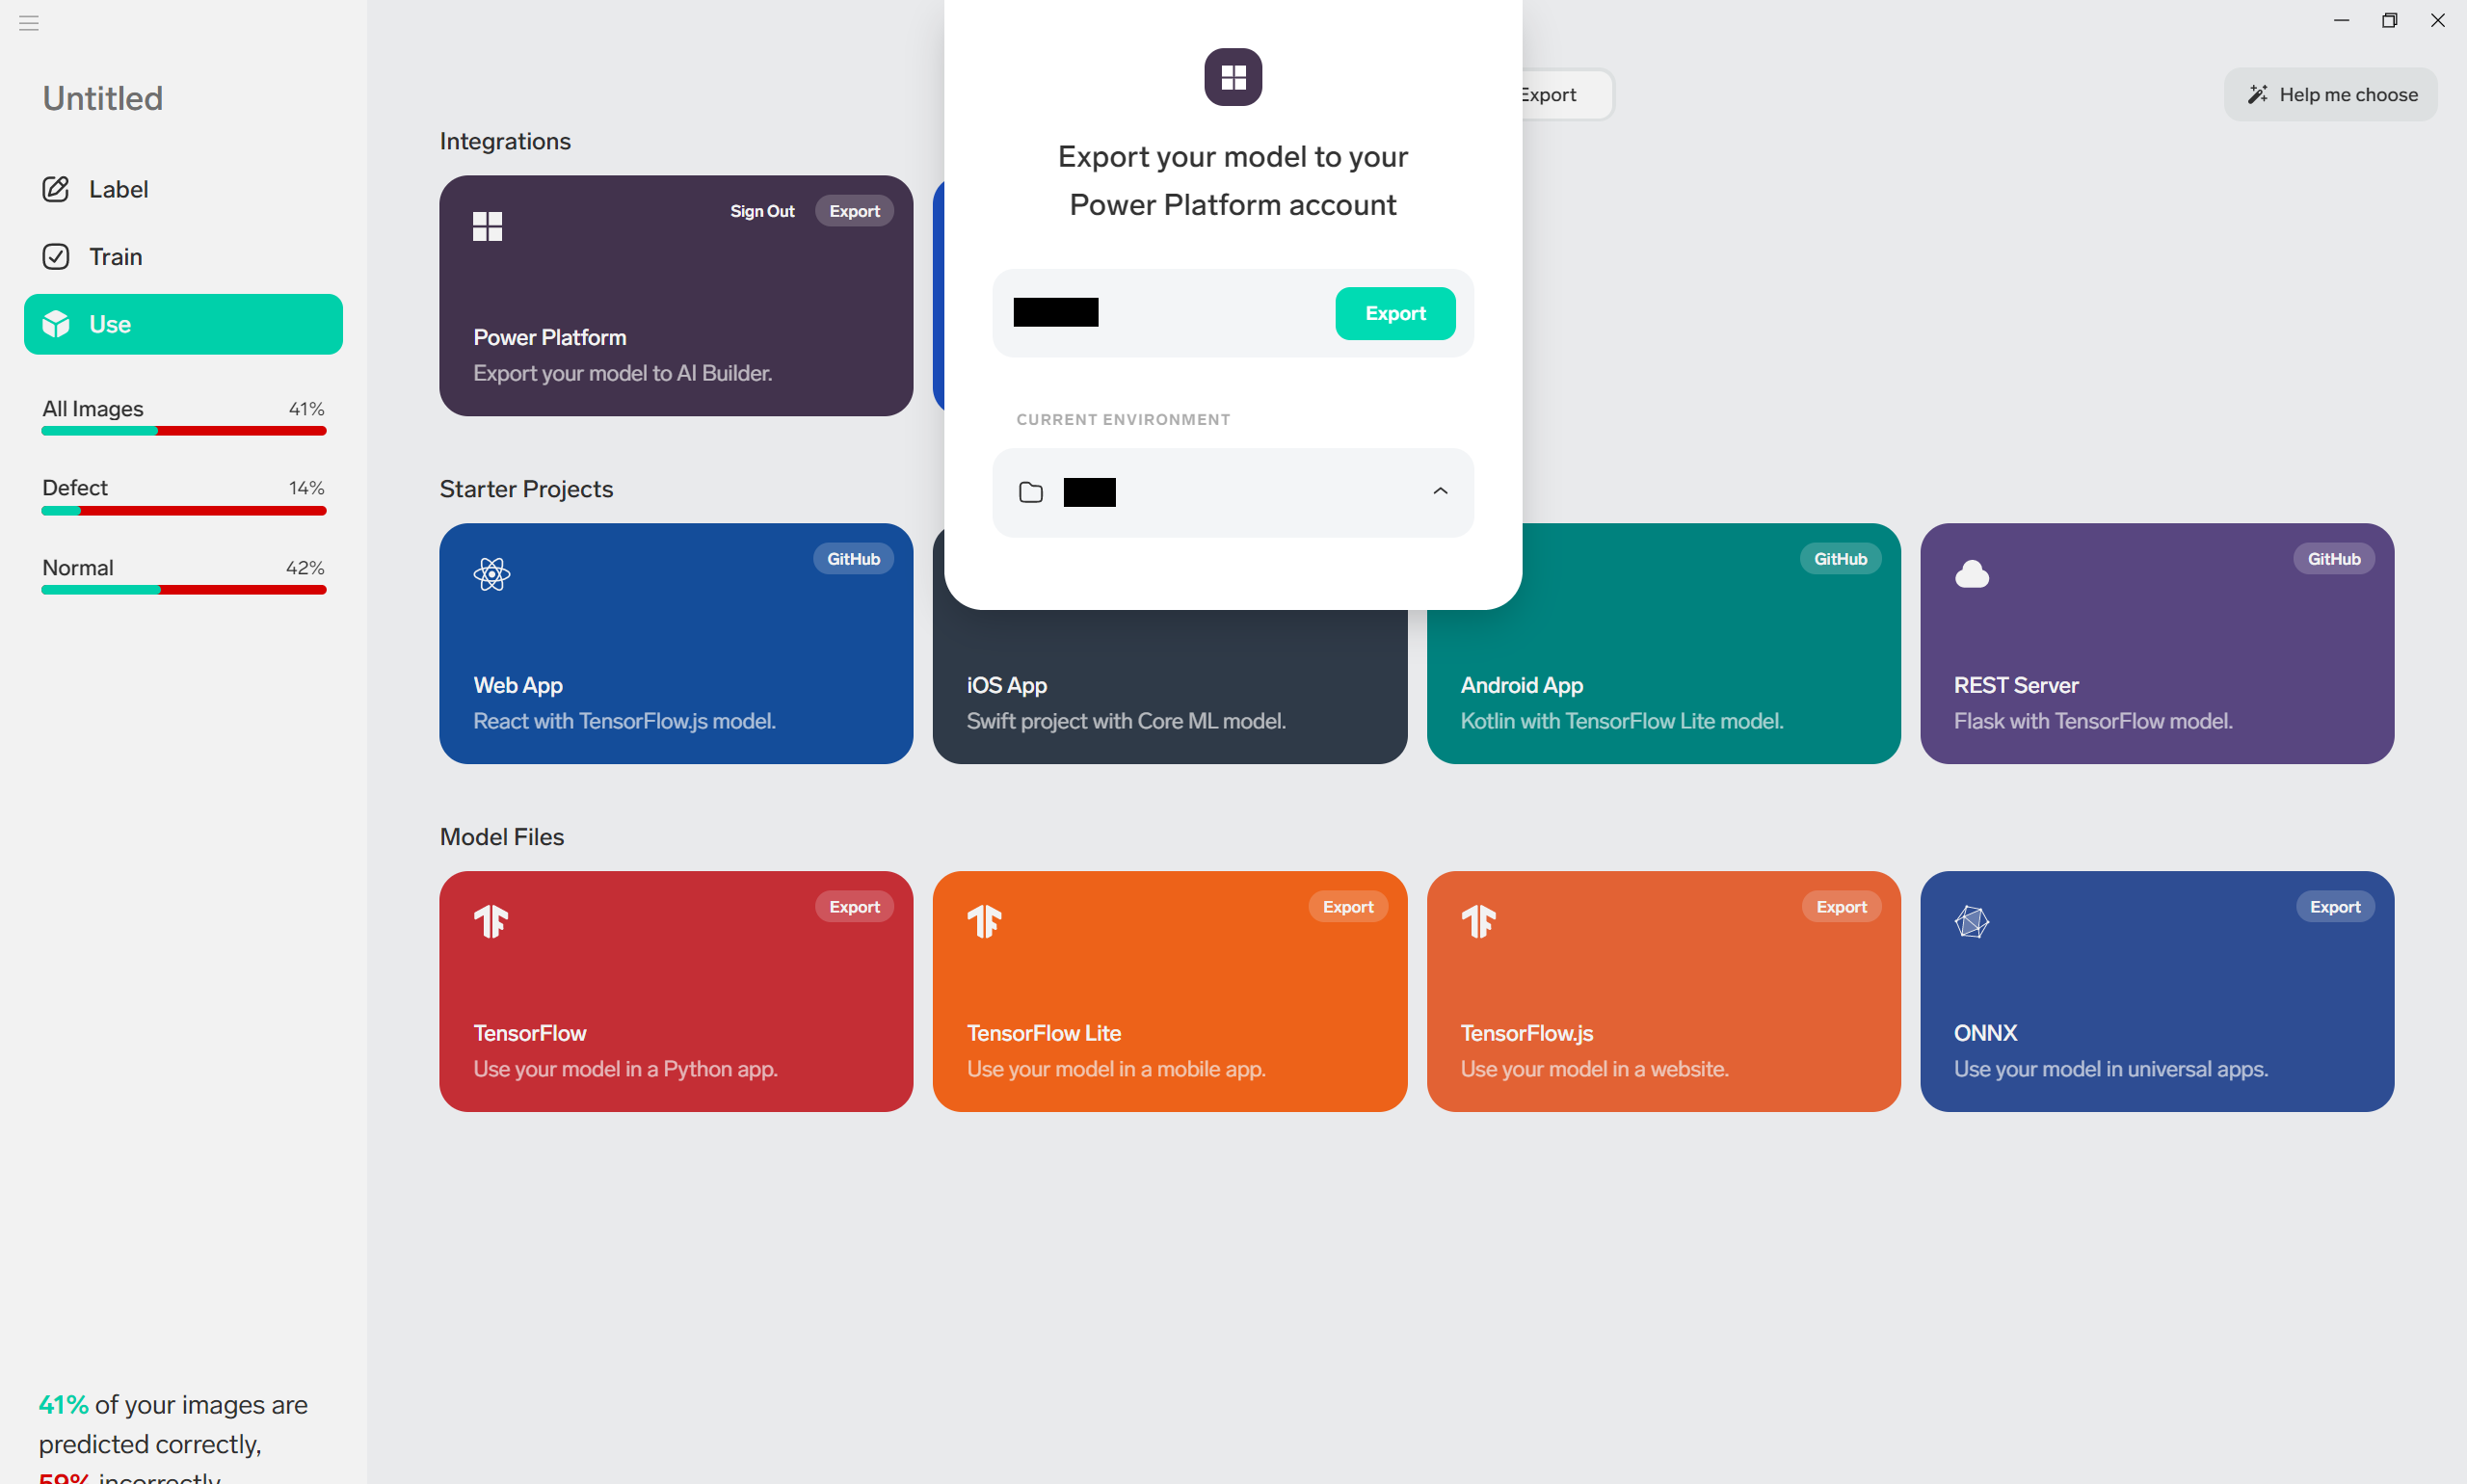 Untitled
Label
Train
Use
All Images 41%
Defect 14%
Normal 42%
41% of your images are
predicted correctly,
59% incorrectly
Export
Help me choose
Integrations
Sign Out Export
Power Platform
Export your model to AI Builder.
Export your model to your
Power Platform account
Export
CURRENT ENVIRONMENT
Starter Projects
GitHub
Web App
React with TensorFlow.js model.
iOS App
Swift project with Core ML model.
GitHub
Android App
Kotlin with TensorFlow Lite model.
GitHub
REST Server
Flask with TensorFlow model.
Model Files
Export
TensorFlow
Use your model in a Python app.
Export
TensorFlow Lite
Use your model in a mobile app.
Export
TensorFlow.js
Use your model in a website.
Export
ONNX
Use your model in universal apps.